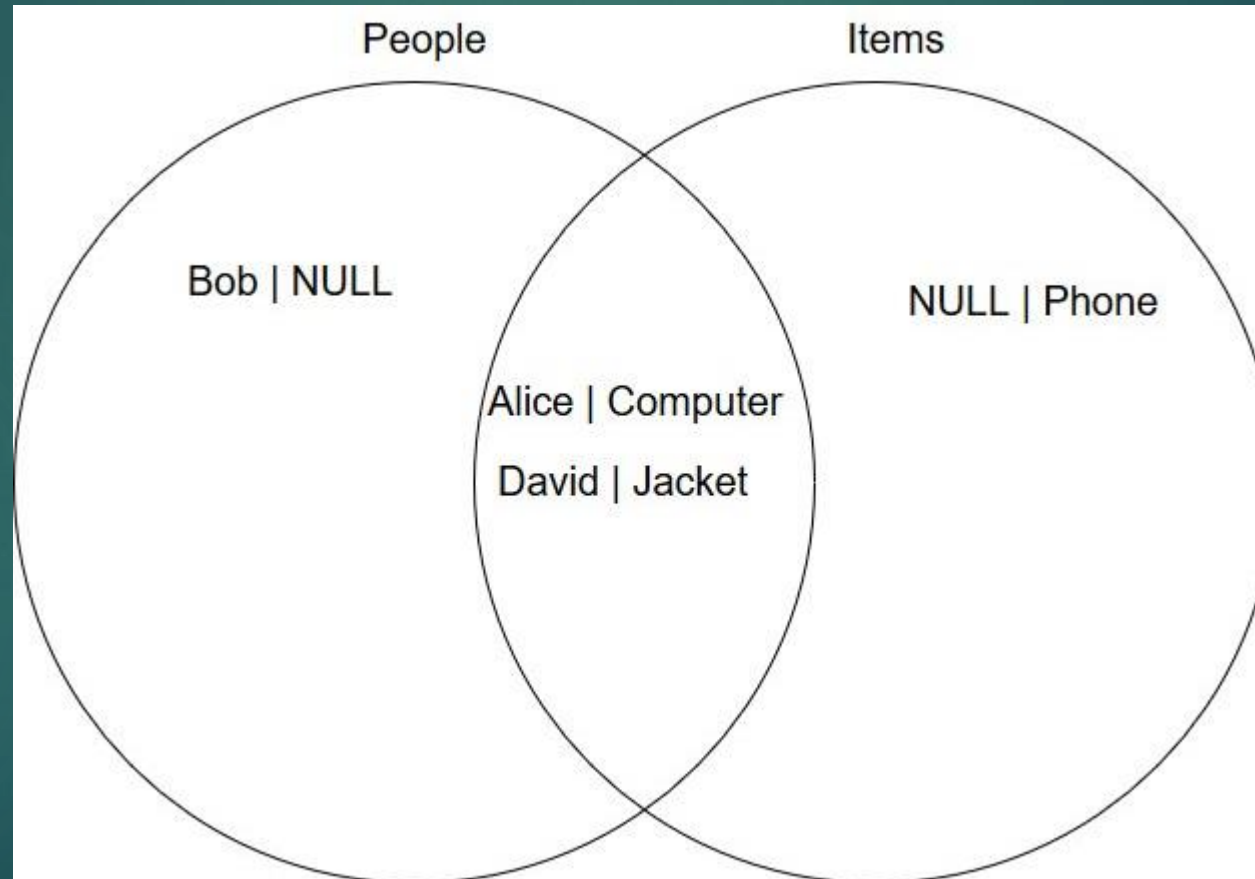 People
Items
Bob | NULL
NULL | Phone
Alice | Computer
David | Jacket